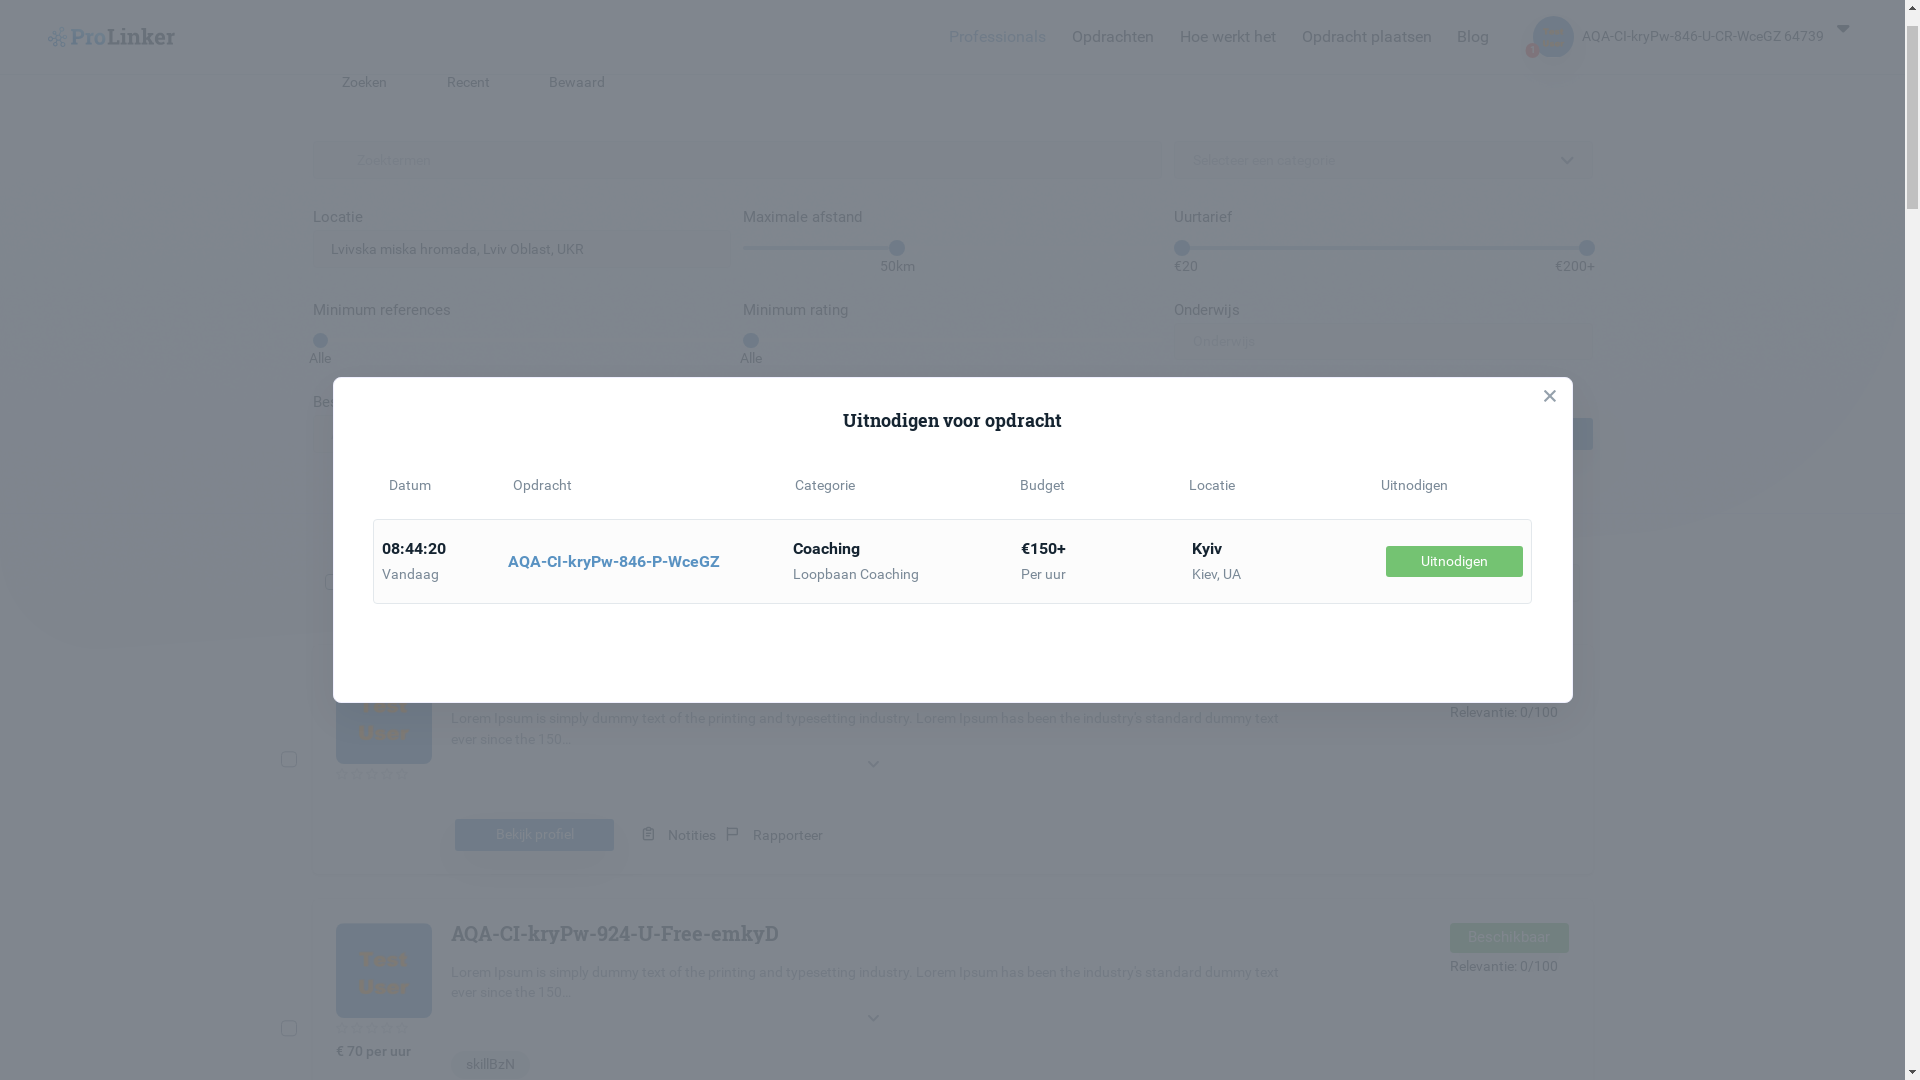 ProLinker
Professionals Opdrachten Hoe werkt het Opdracht plaatsen Blog AQA-CI-kryPw-846-U-CR-WceGZ 64739
Zoeken Recent Bewaard
Zoektermen Selecteer een categorie
Locatie Maximale afstand Uurtarief
Lvivska miska hromada, Lviv Oblast, UKR
50km €20 €200+
Minimum references Minimum rating Onderwijs
Onderwijs
Alle Alle
Uitnodigen voor opdracht
Datum Opdracht Categorie Budget Locatie Uitnodigen
08:44:20 AQA-CI-kryPw-846-P-WceGZ Coaching €150+ Kyiv Uitnodigen
Vandaag Loopbaan Coaching Per uur Kiev, UA
Relevantie: 0/100
Lorem Ipsum is simply dummy text of the printing and typesetting industry. Lorem Ipsum has been the industry's standard dummy text
ever since the 150...
User
Bekijk profiel Notities Rapporteer
AQA-CI-kryPw-924-U-Free-emkyD Beschikbaar
Test
User
Lorem Ipsum is simply dummy text of the printing and typesetting industry. Lorem Ipsum has been the industry's standard dummy text
ever since the 150...
Relevantie: 0/100
€ 70 per uur
skillBzN